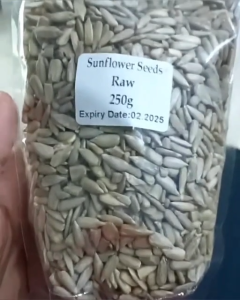 Sunflower Seeds
Raw
250g
Expiry Date:02.2025